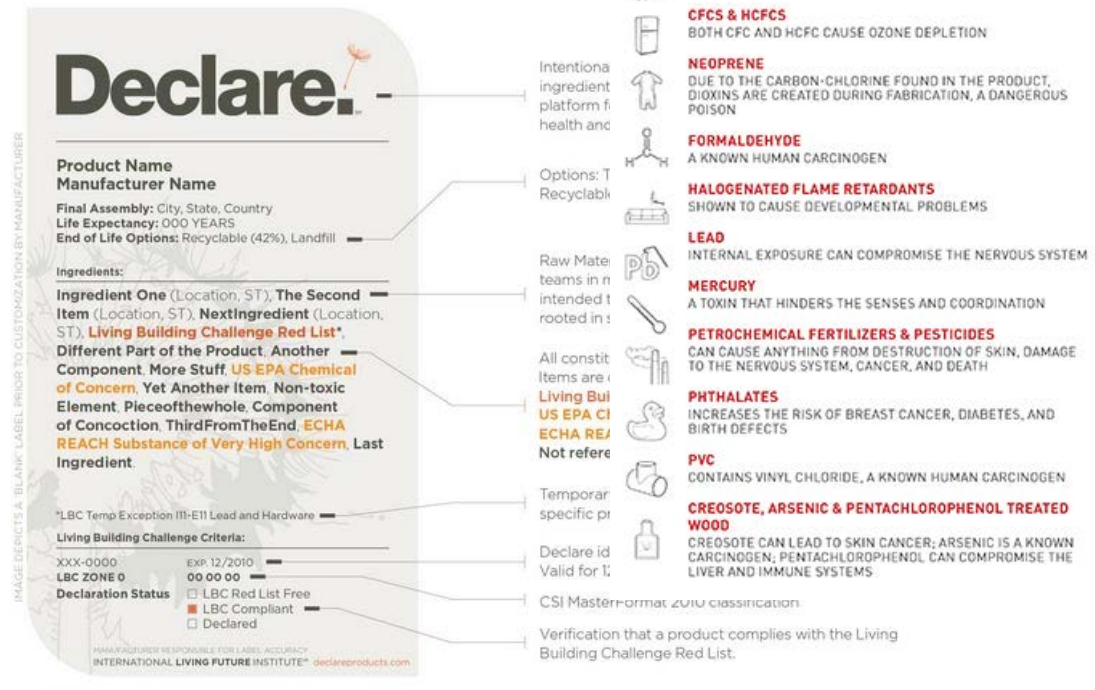 Declare.
IMAGE DEPICTS A 'BLANK' LABEL PRIOR TO CUSTOMIZATION BY MANUFACTURER
Product Name
Manufacturer Name
Final Assembly: City, State, Country
Life Expectancy: 000 YEARS
End of Life Options: Recyclable (42%), Landfill
Ingredients:
Ingredient One (Location, ST), The Second
Item (Location, ST), NextIngredient (Location,
ST), Living Building Challenge Red List*,
Different Part of the Product, Another
Component, More Stuff, US EPA Chemical
of Concern, Yet Another Item, Non-toxic
Element, Pieceofthewhole, Component
of Concoction, ThirdFromTheEnd, ECHA
REACH Substance of Very High Concern, Last
Ingredient.
*LBC Temp Exception I11-E11 Lead and Hardware
Living Building Challenge Criteria:
XXX-0000 EXP. 12/2010
LBC ZONE 0 00 00 00
Declaration Status LBC Red List Free
LBC Compliant
Declared
MANUFACTURER RESPONSIBLE FOR LABEL ACCURACY
INTERNATIONAL LIVING FUTURE INSTITUTE℠ declareproducts.com
Intentiona
ingredient
platform f
health and
Options: T
Recyclabl
Raw Mate
teams in
intended t
rooted in s
All constit
Items are
Living Bui
US EPA C
ECHA REA
Not refere
Temporar
specific pr
Declare id
Valid for 12
CSI MasterFormat 2010 classification
Verification that a product complies with the Living
Building Challenge Red List.
CFCS & HCFCS
BOTH CFC AND HCFC CAUSE OZONE DEPLETION
NEOPRENE
DUE TO THE CARBON-CHLORINE FOUND IN THE PRODUCT,
DIOXINS ARE CREATED DURING FABRICATION, A DANGEROUS
POISON
O
H H
FORMALDEHYDE
A KNOWN HUMAN CARCINOGEN
HALOGENATED FLAME RETARDANTS
SHOWN TO CAUSE DEVELOPMENTAL PROBLEMS
Pb
LEAD
INTERNAL EXPOSURE CAN COMPROMISE THE NERVOUS SYSTEM
MERCURY
A TOXIN THAT HINDERS THE SENSES AND COORDINATION
PETROCHEMICAL FERTILIZERS & PESTICIDES
CAN CAUSE ANYTHING FROM DESTRUCTION OF SKIN, DAMAGE
TO THE NERVOUS SYSTEM, CANCER, AND DEATH
PHTHALATES
INCREASES THE RISK OF BREAST CANCER, DIABETES, AND
BIRTH DEFECTS
PVC
CONTAINS VINYL CHLORIDE, A KNOWN HUMAN CARCINOGEN
CREOSOTE, ARSENIC & PENTACHLOROPHENOL TREATED
WOOD
CREOSOTE CAN LEAD TO SKIN CANCER; ARSENIC IS A KNOWN
CARCINOGEN; PENTACHLOROPHENOL CAN COMPROMISE THE
LIVER AND IMMUNE SYSTEMS